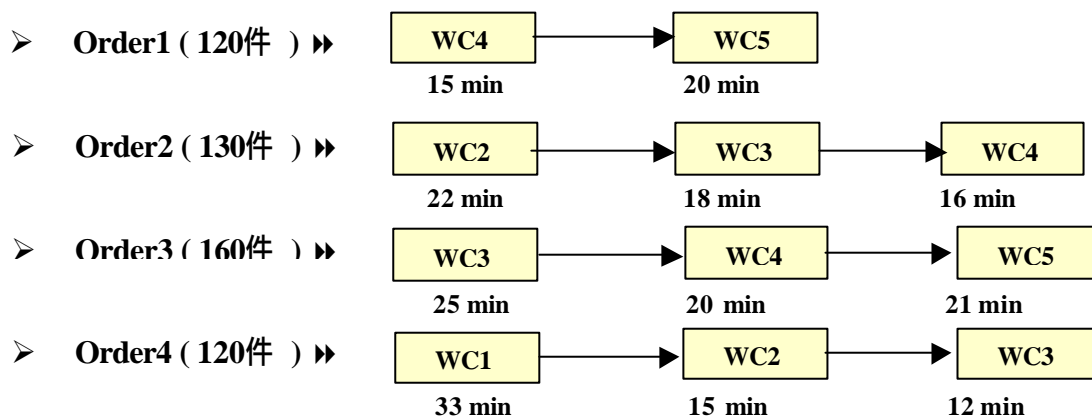 ➢ Order1 ( 120件 ) ▸▸ WC4 WC5
15 min 20 min
➢ Order2 ( 130件 ) ▸▸ WC2 WC3 WC4
22 min 18 min 16 min
➢ Order3 ( 160件 ) ▸▸ WC3 WC4 WC5
25 min 20 min 21 min
➢ Order4 ( 120件 ) ▸▸ WC1 WC2 WC3
33 min 15 min 12 min